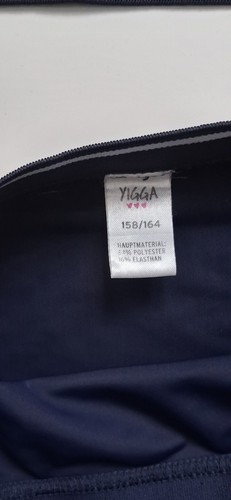 YIGGA
158/164
HAUPTMATERIAL:
POLYESTER
ELASTHAN